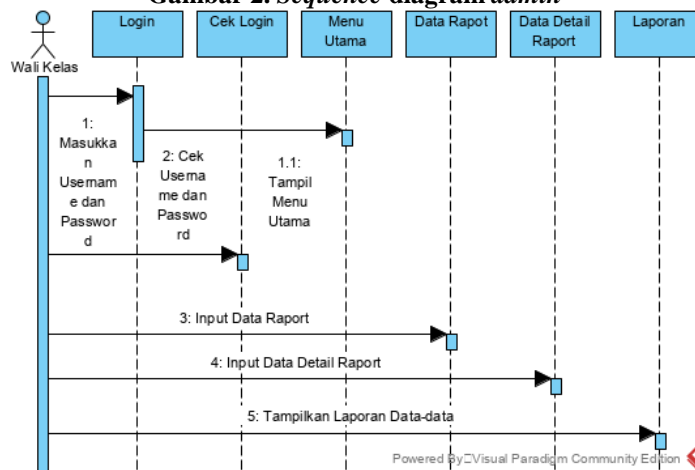 Gambar 2. Sequence diagram admin
Wali Kelas
Login
Cek Login
Menu
Utama
Data Rapot
Data Detail
Raport
Laporan
1:
Masukka
n
Usernam
e dan
Passwor
d
2: Cek
Userna
me dan
Passwo
rd
1.1:
Tampil
Menu
Utama
3: Input Data Raport
4: Input Data Detail Raport
5: Tampilkan Laporan Data-data
Powered By Visual Paradigm Community Edition